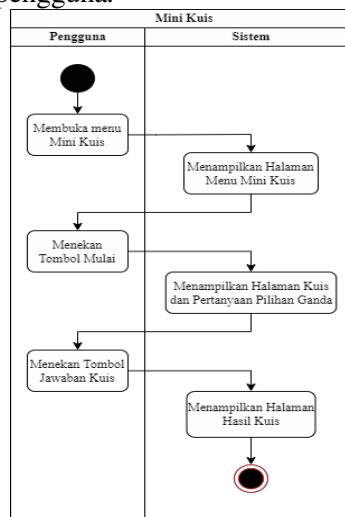 pengguna.
Mini Kuis
Pengguna
Sistem
Membuka menu
Mini Kuis
Menampilkan Halaman
Menu Mini Kuis
Menekan
Tombol Mulai
Menampilkan Halaman Kuis
dan Pertanyaan Pilihan Ganda
Menekan Tombol
Jawaban Kuis
Menampilkan Halaman
Hasil Kuis